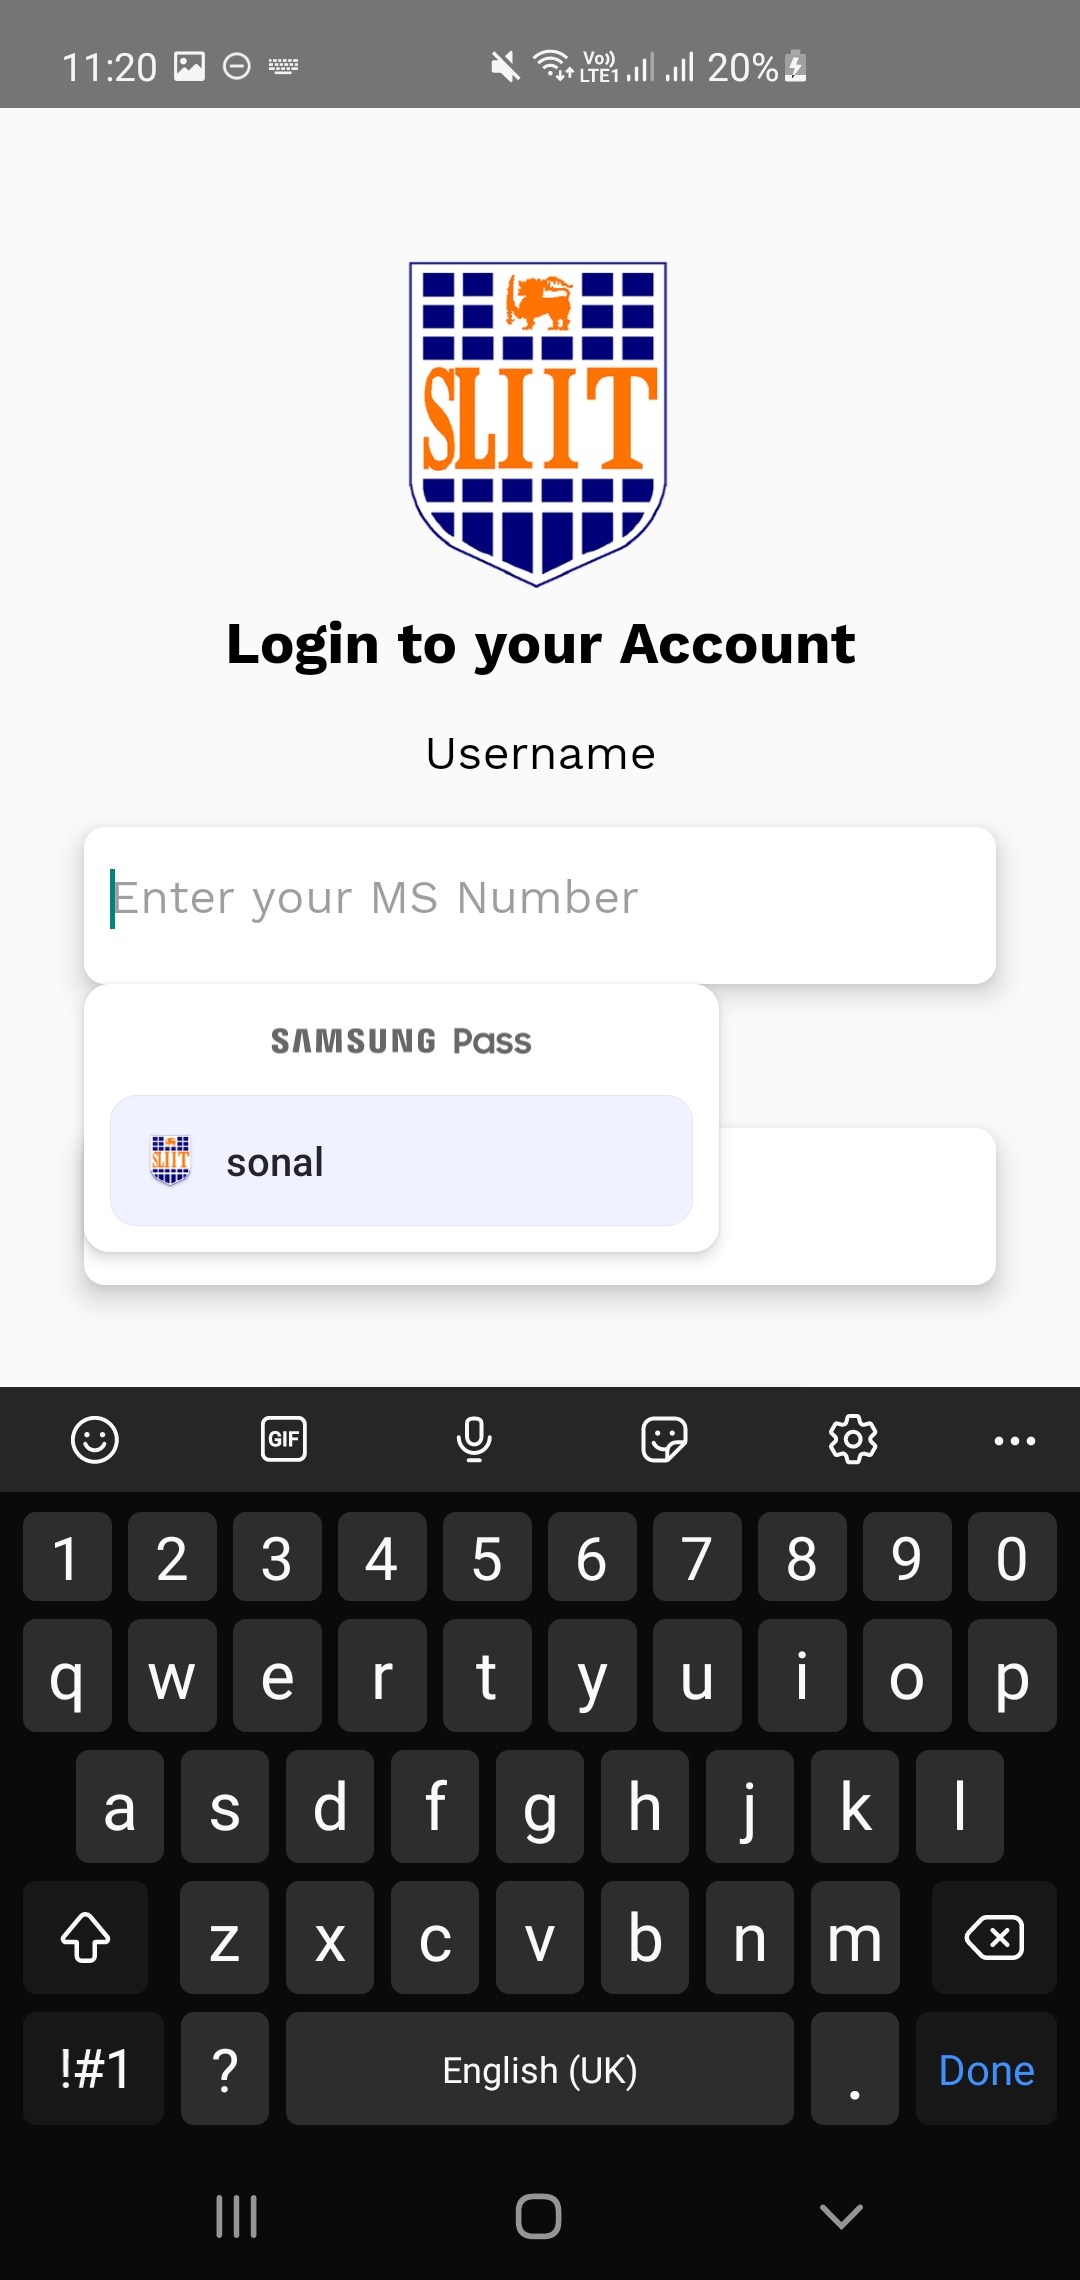 11:20 Vo)) LTE1 20%
SLIIT
Login to your Account
Username
Enter your MS Number
SAMSUNG Pass
SLIIT sonal
GIF
1 2 3 4 5 6 7 8 9 0
q w e r t y u i o p
a s d f g h j k l
z x c v b n m
!#1 ? English (UK) . Done